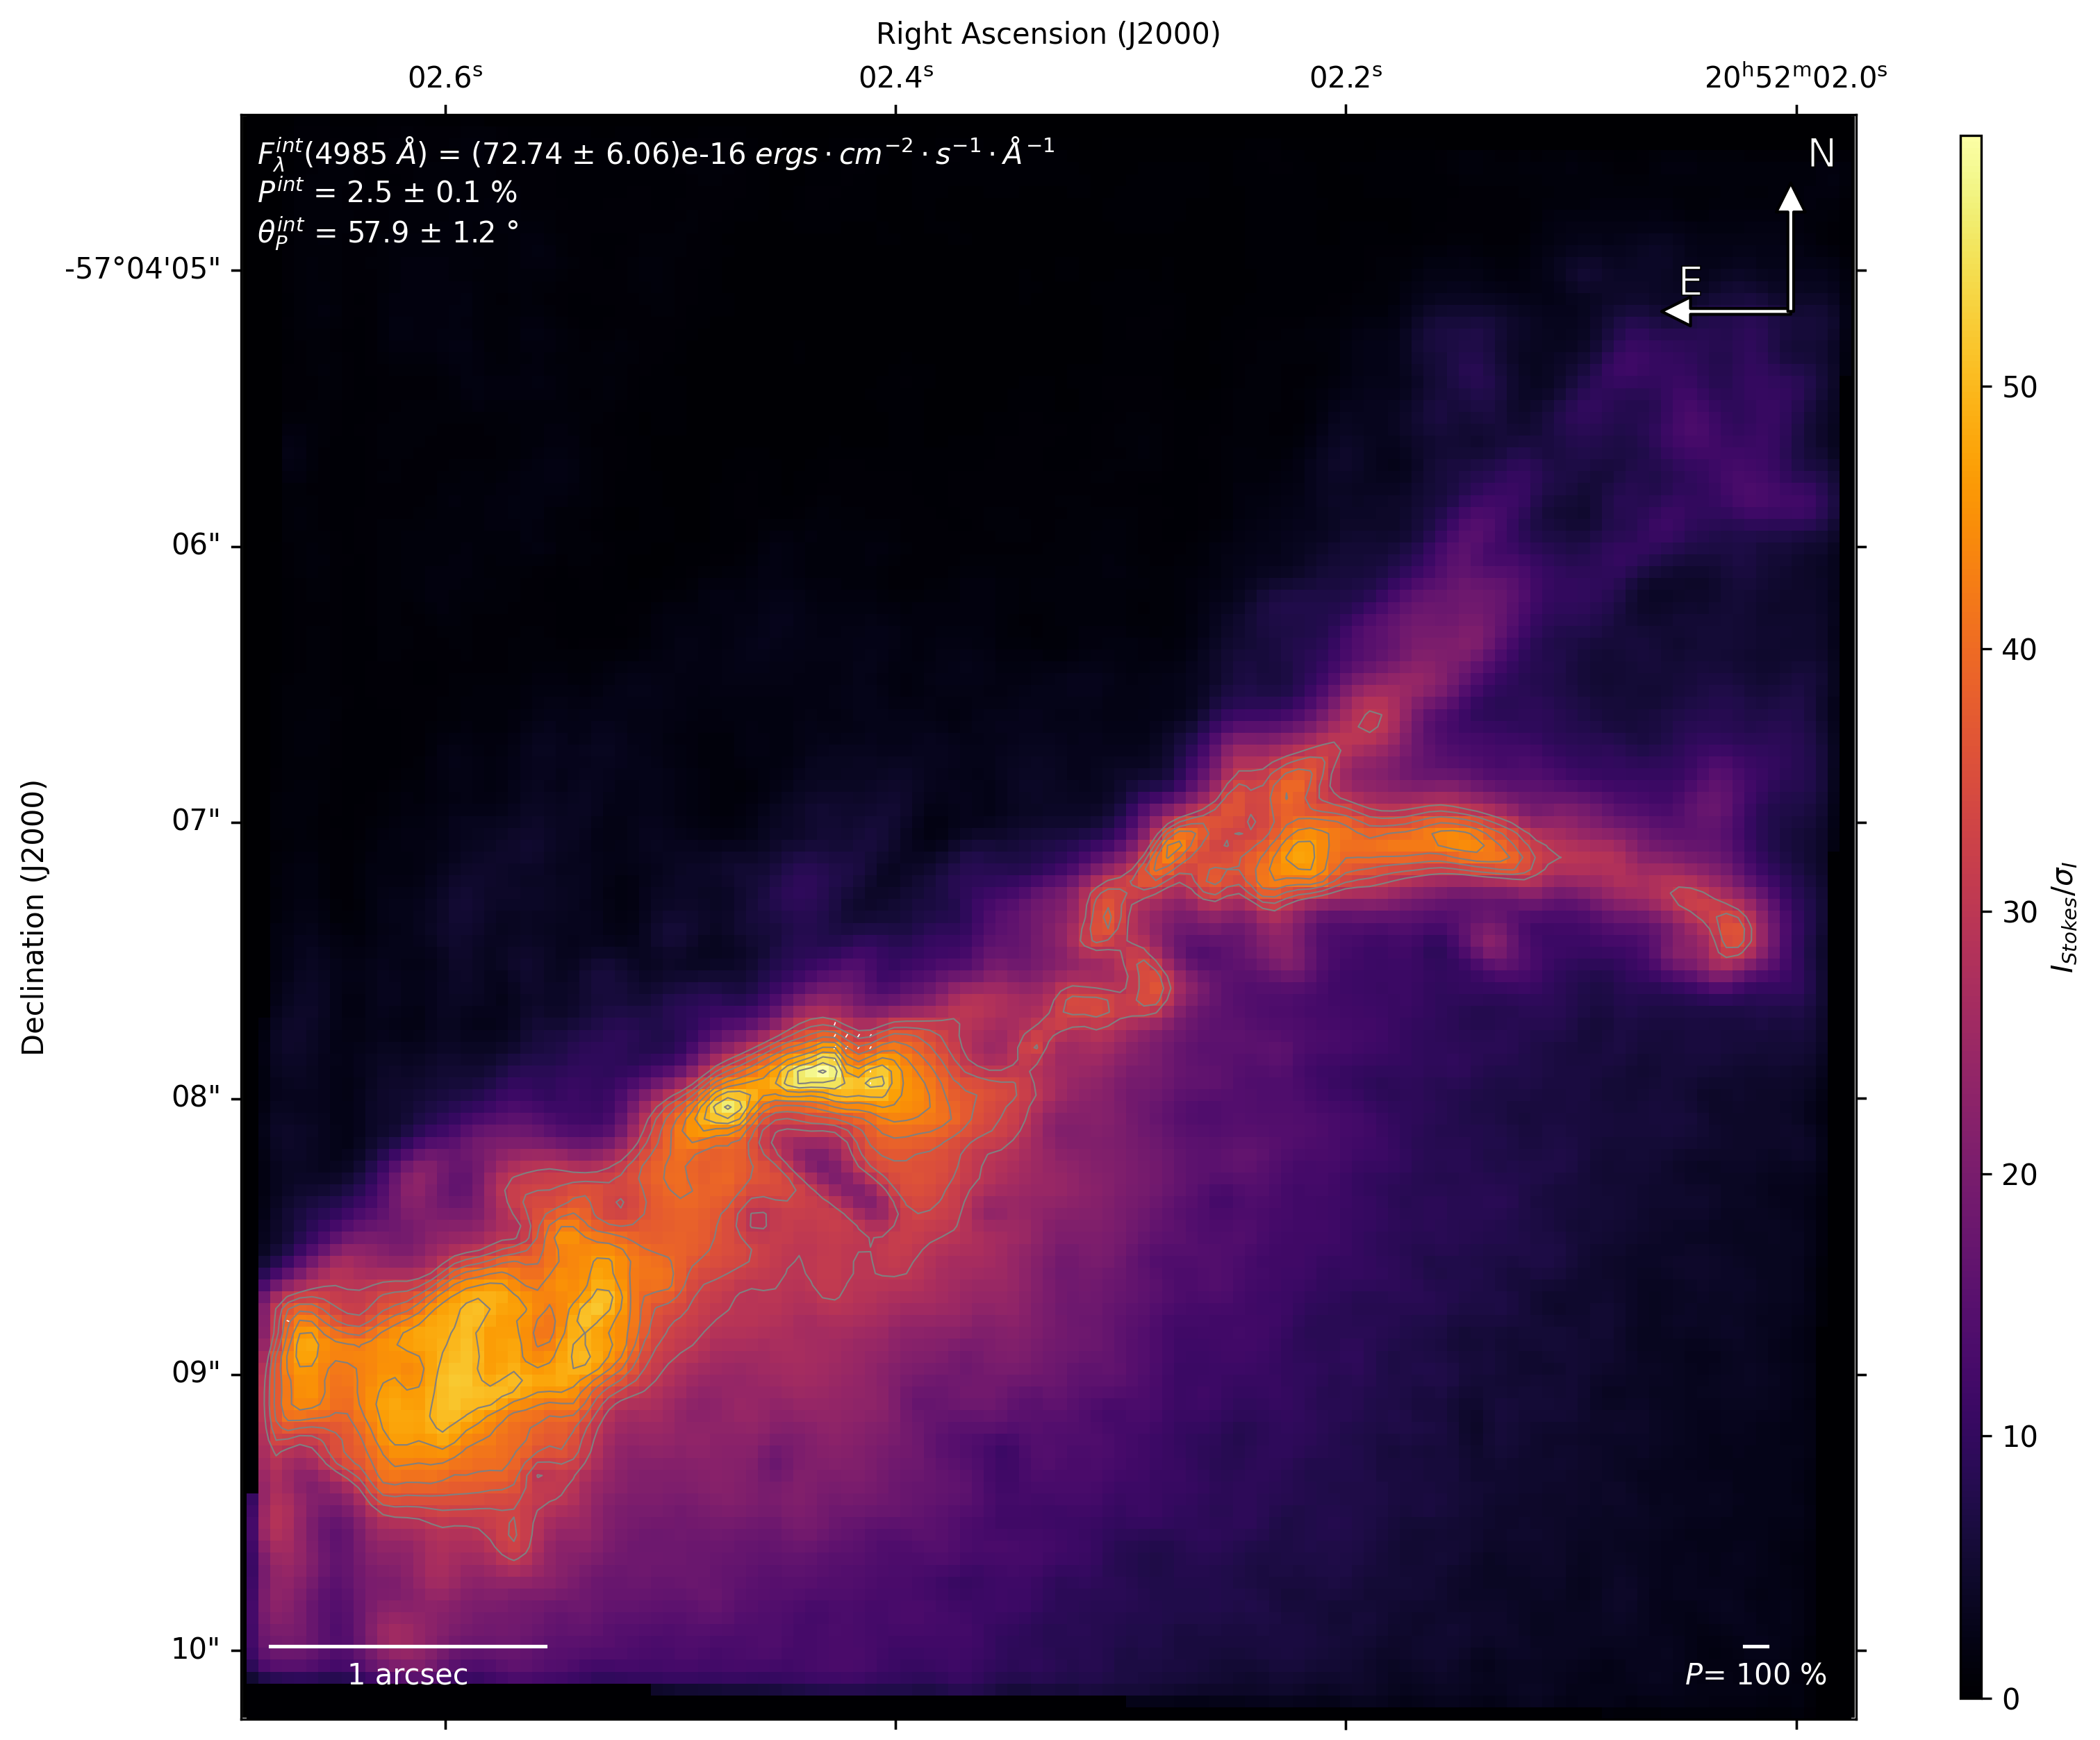 Right Ascension (J2000)
02.6ˢ 02.4ˢ 02.2ˢ 20ʰ52ᵐ02.0ˢ
F_λ^int(4985 Å) = (72.74 ± 6.06)e-16 ergs · cm⁻² · s⁻¹ · Å⁻¹
P^int = 2.5 ± 0.1 %
θ_P^int = 57.9 ± 1.2 °
N
E
-57°04'05"
06"
07"
08"
09"
10"
Declination (J2000)
1 arcsec
P= 100 %
50
40
30
20
10
0
I_Stokes/σ_I